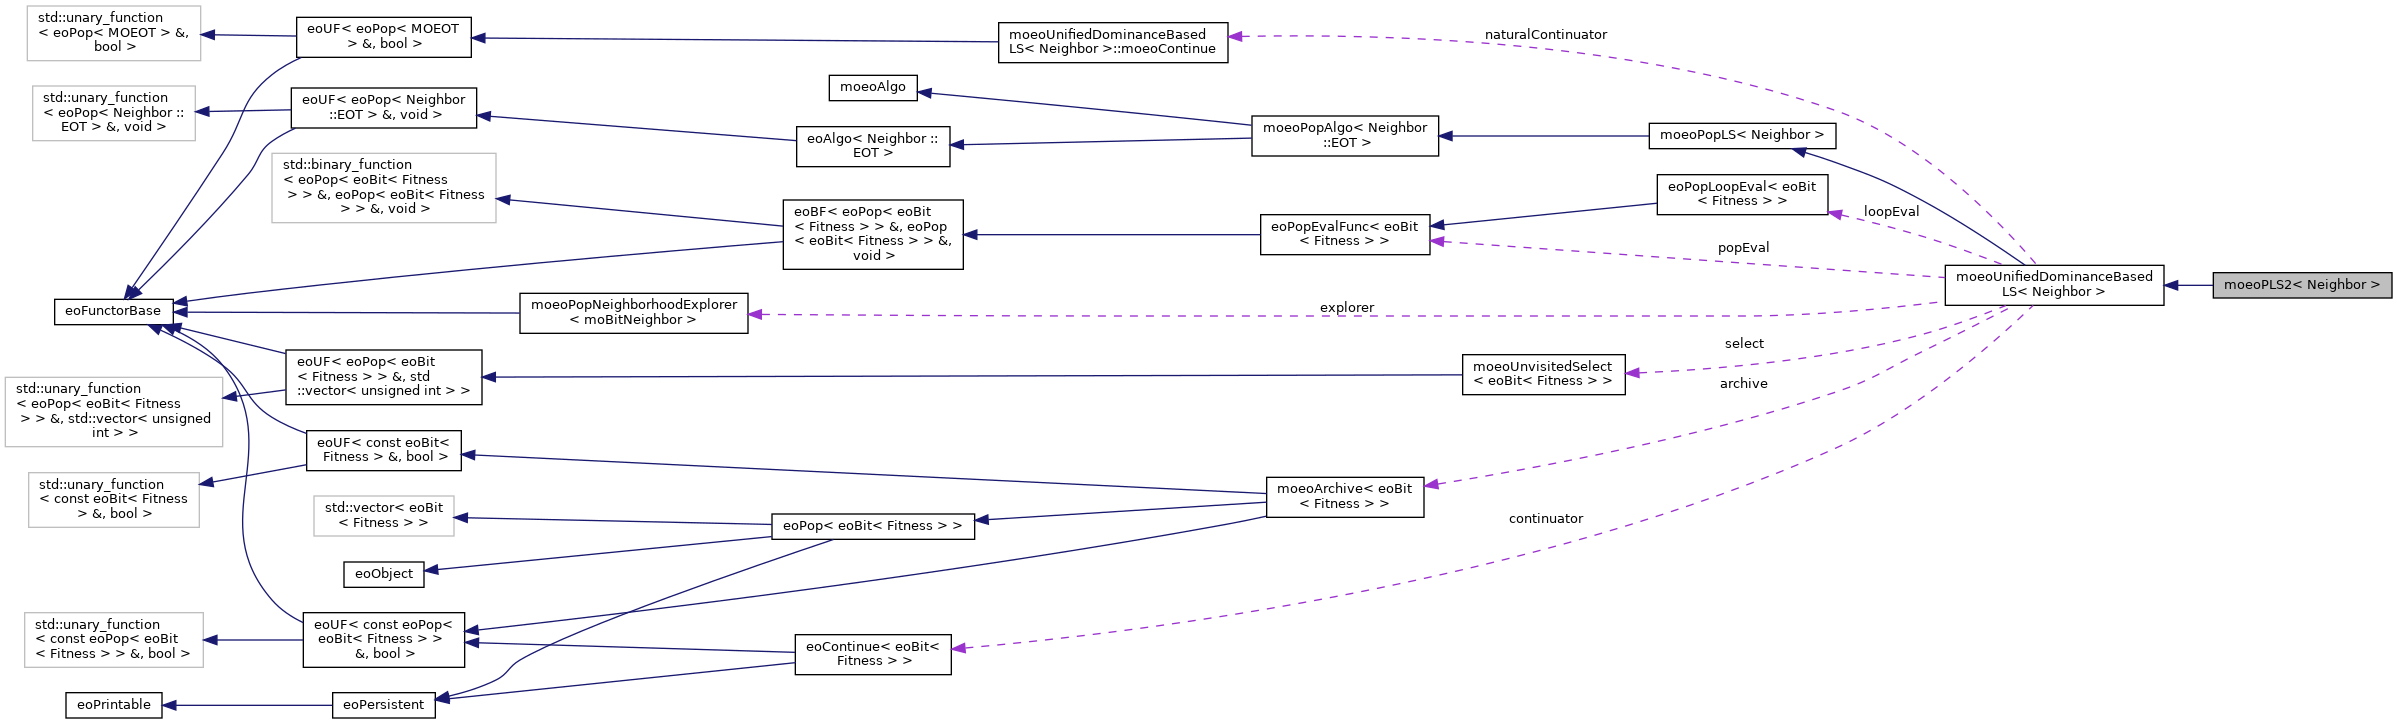 std::unary_function
< eoPop< MOEOT > &,
bool >
eoUF< eoPop< MOEOT
> &, bool >
moeoUnifiedDominanceBased
LS< Neighbor >::moeoContinue
naturalContinuator
std::unary_function
< eoPop< Neighbor ::
EOT > &, void >
eoUF< eoPop< Neighbor
::EOT > &, void >
moeoAlgo
eoAlgo< Neighbor ::
EOT >
moeoPopAlgo< Neighbor
::EOT >
moeoPopLS< Neighbor >
std::binary_function
< eoPop< eoBit< Fitness
> > &, eoPop< eoBit< Fitness
> > &, void >
eoBF< eoPop< eoBit
< Fitness > > &, eoPop
< eoBit< Fitness > > &,
void >
eoPopEvalFunc< eoBit
< Fitness > >
eoPopLoopEval< eoBit
< Fitness > >
loopEval
popEval
moeoUnifiedDominanceBased
LS< Neighbor >
moeoPLS2< Neighbor >
eoFunctorBase
moeoPopNeighborhoodExplorer
< moBitNeighbor >
explorer
eoUF< eoPop< eoBit
< Fitness > > &, std
::vector< unsigned int > >
moeoUnvisitedSelect
< eoBit< Fitness > >
select
archive
std::unary_function
< eoPop< eoBit< Fitness
> > &, std::vector< unsigned
int > >
eoUF< const eoBit<
Fitness > &, bool >
std::unary_function
< const eoBit< Fitness
> &, bool >
std::vector< eoBit
< Fitness > >
eoPop< eoBit< Fitness > >
moeoArchive< eoBit
< Fitness > >
continuator
eoObject
std::unary_function
< const eoPop< eoBit
< Fitness > > &, bool >
eoUF< const eoPop<
eoBit< Fitness > >
&, bool >
eoContinue< eoBit<
Fitness > >
eoPrintable
eoPersistent